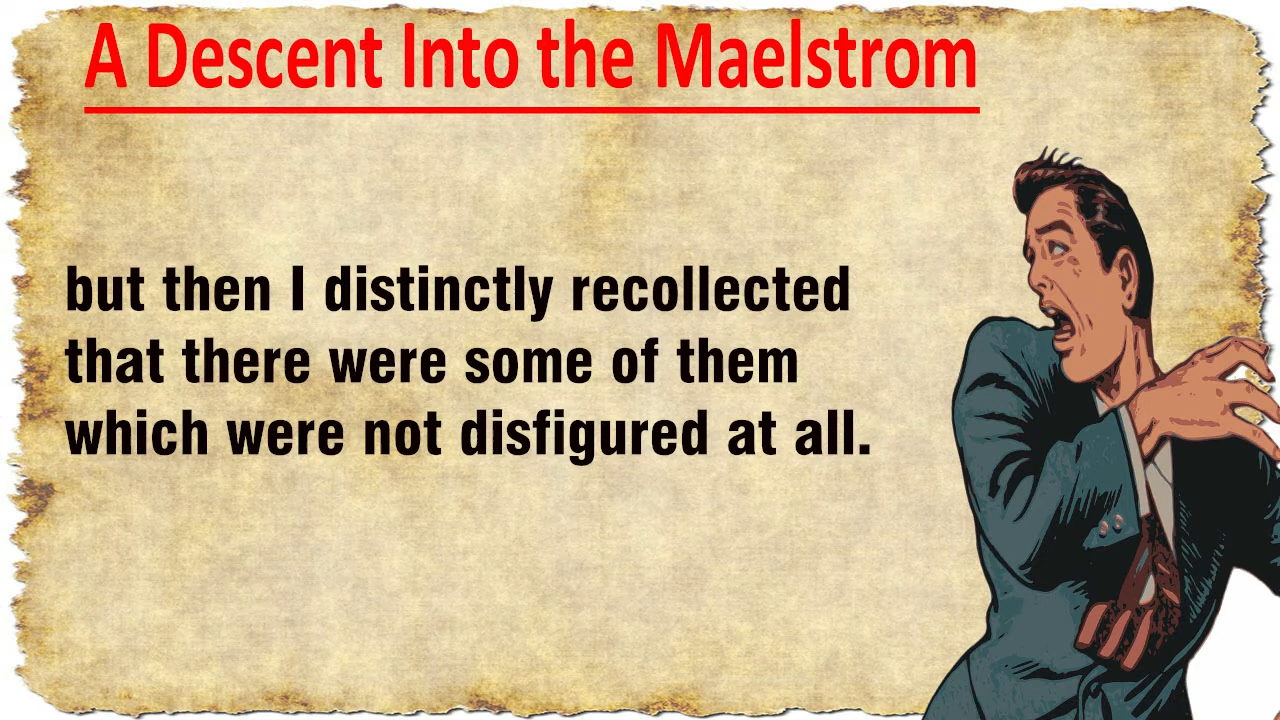 A Descent Into the Maelstrom
but then I distinctly recollected
that there were some of them
which were not disfigured at all.